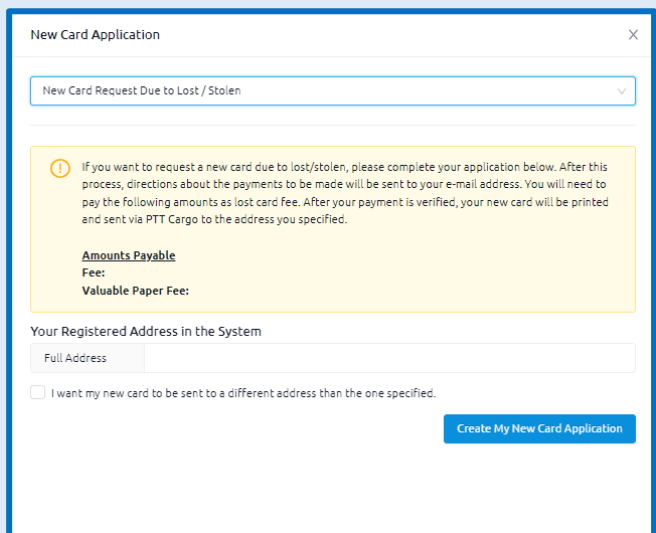 New Card Application
New Card Request Due to Lost / Stolen
If you want to request a new card due to lost/stolen, please complete your application below. After this
process, directions about the payments to be made will be sent to your e-mail address. You will need to
pay the following amounts as lost card fee. After your payment is verified, your new card will be printed
and sent via PTT Cargo to the address you specified.
Amounts Payable
Fee:
Valuable Paper Fee:
Your Registered Address in the System
Full Address
I want my new card to be sent to a different address than the one specified.
Create My New Card Application